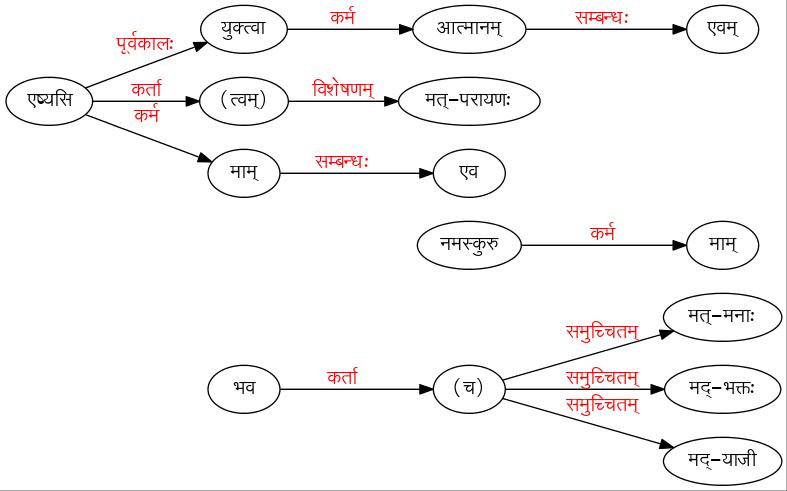 पूर्वकालः
युक्त्वा
कर्म
आत्मानम्
सम्बन्धः
एवम्
एष्यसि
कर्ता
(त्वम्)
विशेषणम्
मत्-परायणः
कर्म
माम्
सम्बन्धः
एव
नमस्कुरु
कर्म
माम्
समुच्चितम्
मत्-मनाः
भव
कर्ता
(च)
समुच्चितम्
मद्-भक्तः
समुच्चितम्
मद्-याजी